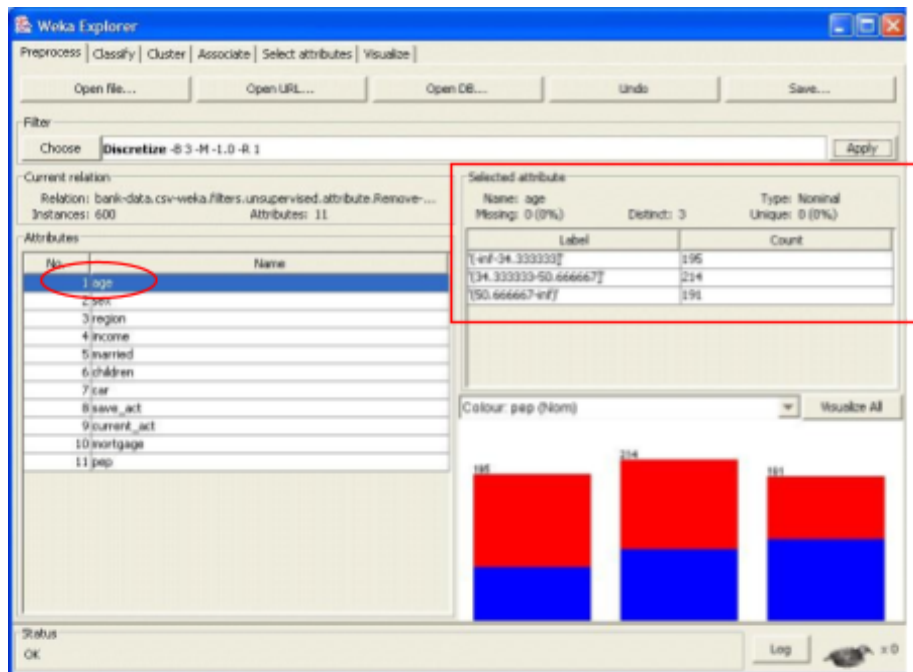 Weka Explorer
Preprocess Classify Cluster Associate Select attributes Visualize
Open file... Open URL... Open DB.... Undo Save...
Filter
Choose Discretize -B 3 -M -1.0 -R 1 Apply
Current relation
Relation: bank-data.csv-weka.filters.unsupervised.attribute.Remove-...
Instances: 600 Attributes: 11
Attributes
No. Name
1 age
2 sex
3 region
4 income
5 married
6 children
7 car
8 save_act
9 current_act
10 mortgage
11 pep
Selected attribute
Name: age Type: Nominal
Missing: 0 (0%) Distinct: 3 Unique: 0 (0%)
Label Count
'(-inf-34.333333]' 195
'(34.333333-50.666667]' 214
'(50.666667-inf)' 191
Colour: pep (Nom) Visualize All
195 214 191
Status
OK Log x 0